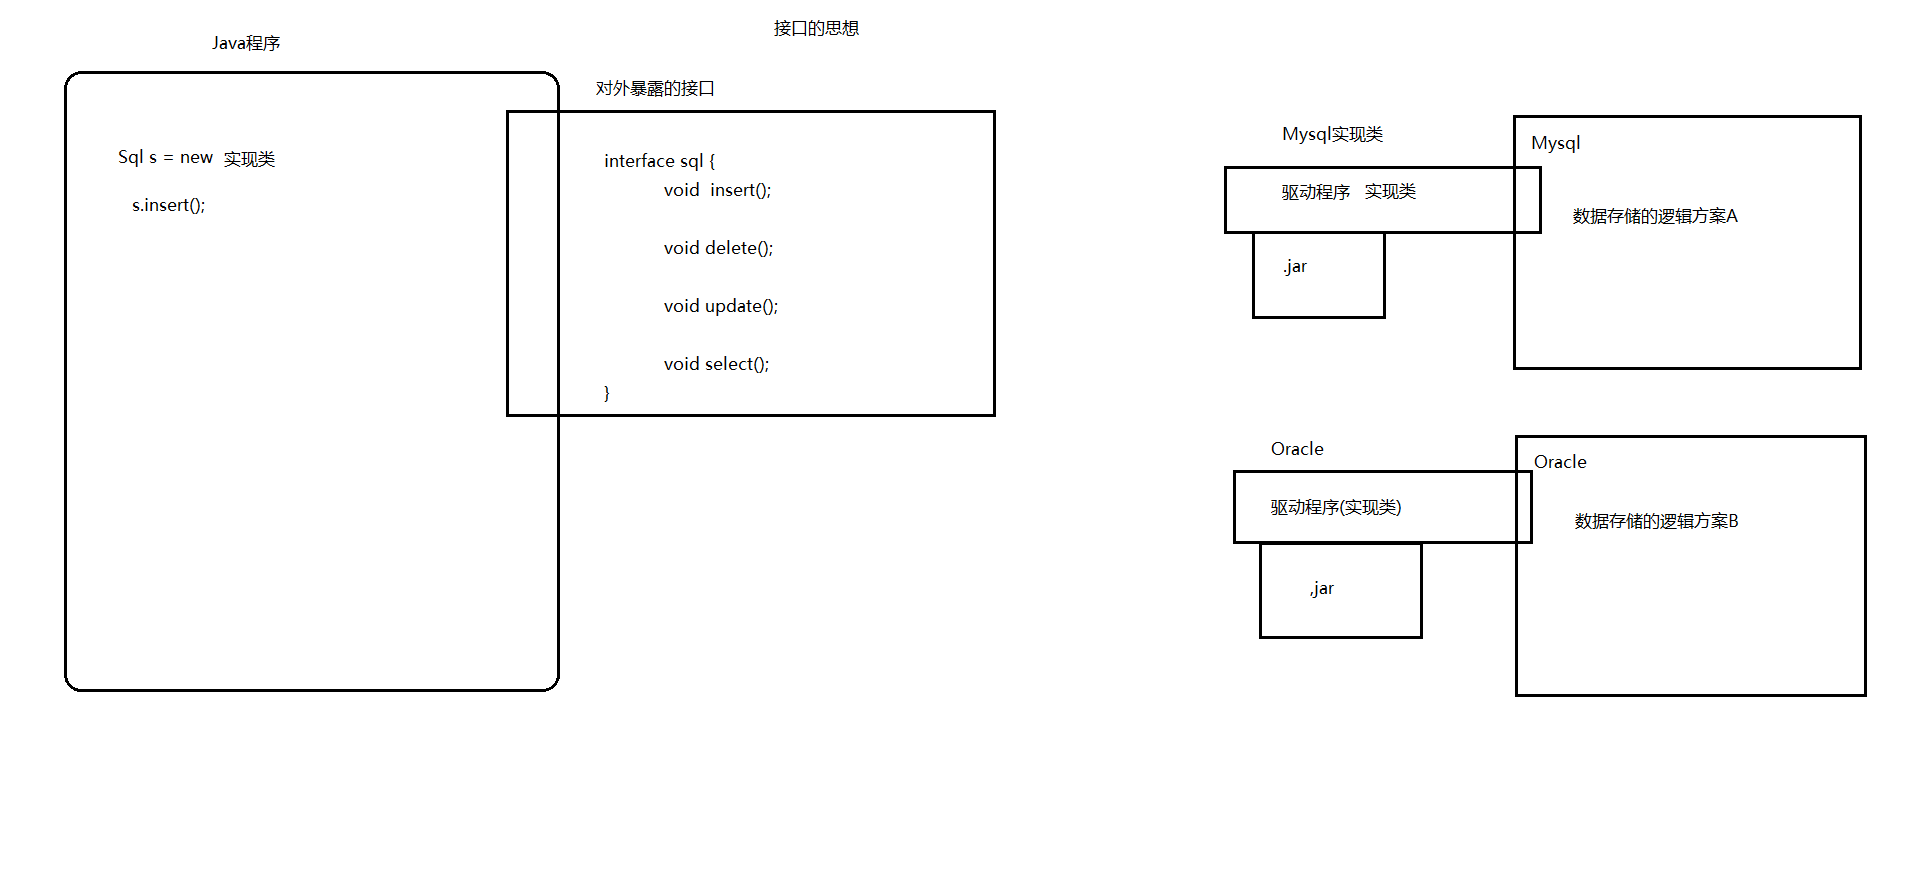 接口的思想
Java程序
Sql s = new 实现类
s.insert();
对外暴露的接口
interface sql {
void insert();
void delete();
void update();
void select();
}
Mysql实现类
驱动程序 实现类
.jar
Mysql
数据存储的逻辑方案A
Oracle
驱动程序(实现类)
,jar
Oracle
数据存储的逻辑方案B